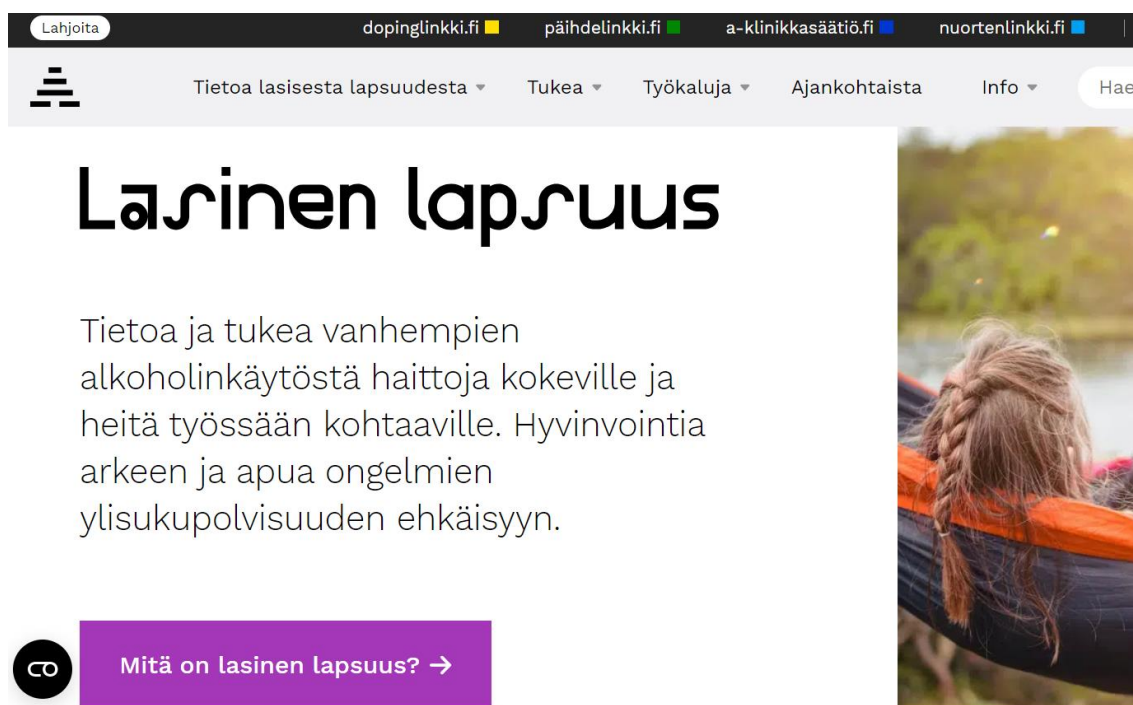 Lahjoita
dopinglinkki.fi päihdelinkki.fi a-klinikkasäätiö.fi nuortenlinkki.fi
Tietoa lasisesta lapsuudesta Tukea Työkaluja Ajankohtaista Info Hae
Lasinen lapsuus
Tietoa ja tukea vanhempien
alkoholinkäytöstä haittoja kokeville ja
heitä työssään kohtaaville. Hyvinvointia
arkeen ja apua ongelmien
ylisukupolvisuuden ehkäisyyn.
Mitä on lasinen lapsuus? →